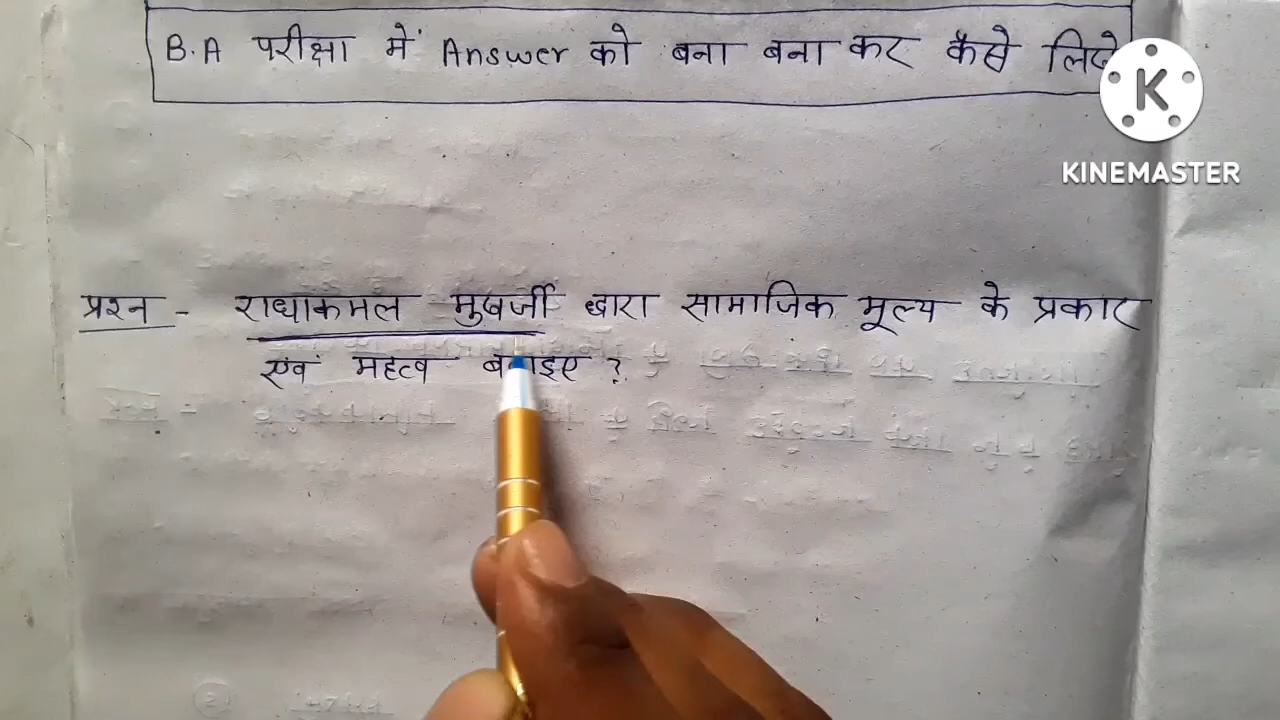 B.A परीक्षा में Answer को बना बना कर कैसे लिखे
K
KINEMASTER
प्रश्न - राधाकमल मुखर्जी द्वारा सामाजिक मूल्य के प्रकार
एवं महत्व बताइए ?